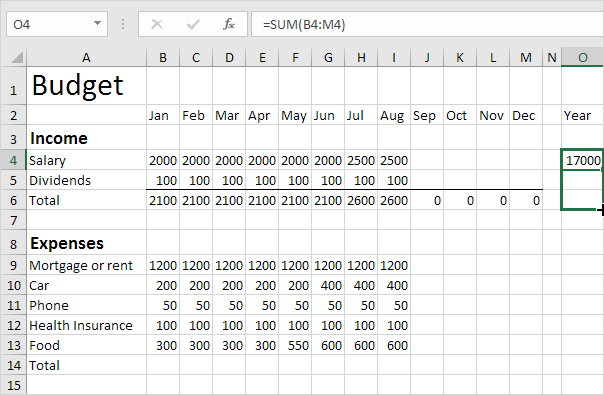 O4 fx =SUM(B4:M4)
A B C D E F G H I J K L M N O
1 Budget
2 Jan Feb Mar Apr May Jun Jul Aug Sep Oct Nov Dec Year
3 Income
4 Salary 2000 2000 2000 2000 2000 2000 2500 2500 17000
5 Dividends 100 100 100 100 100 100 100 100
6 Total 2100 2100 2100 2100 2100 2100 2600 2600 0 0 0 0
7
8 Expenses
9 Mortgage or rent 1200 1200 1200 1200 1200 1200 1200 1200
10 Car 200 200 200 200 200 400 400 400
11 Phone 50 50 50 50 50 50 50 50
12 Health Insurance 100 100 100 100 100 100 100 100
13 Food 300 300 300 300 550 600 600 600
14 Total
15